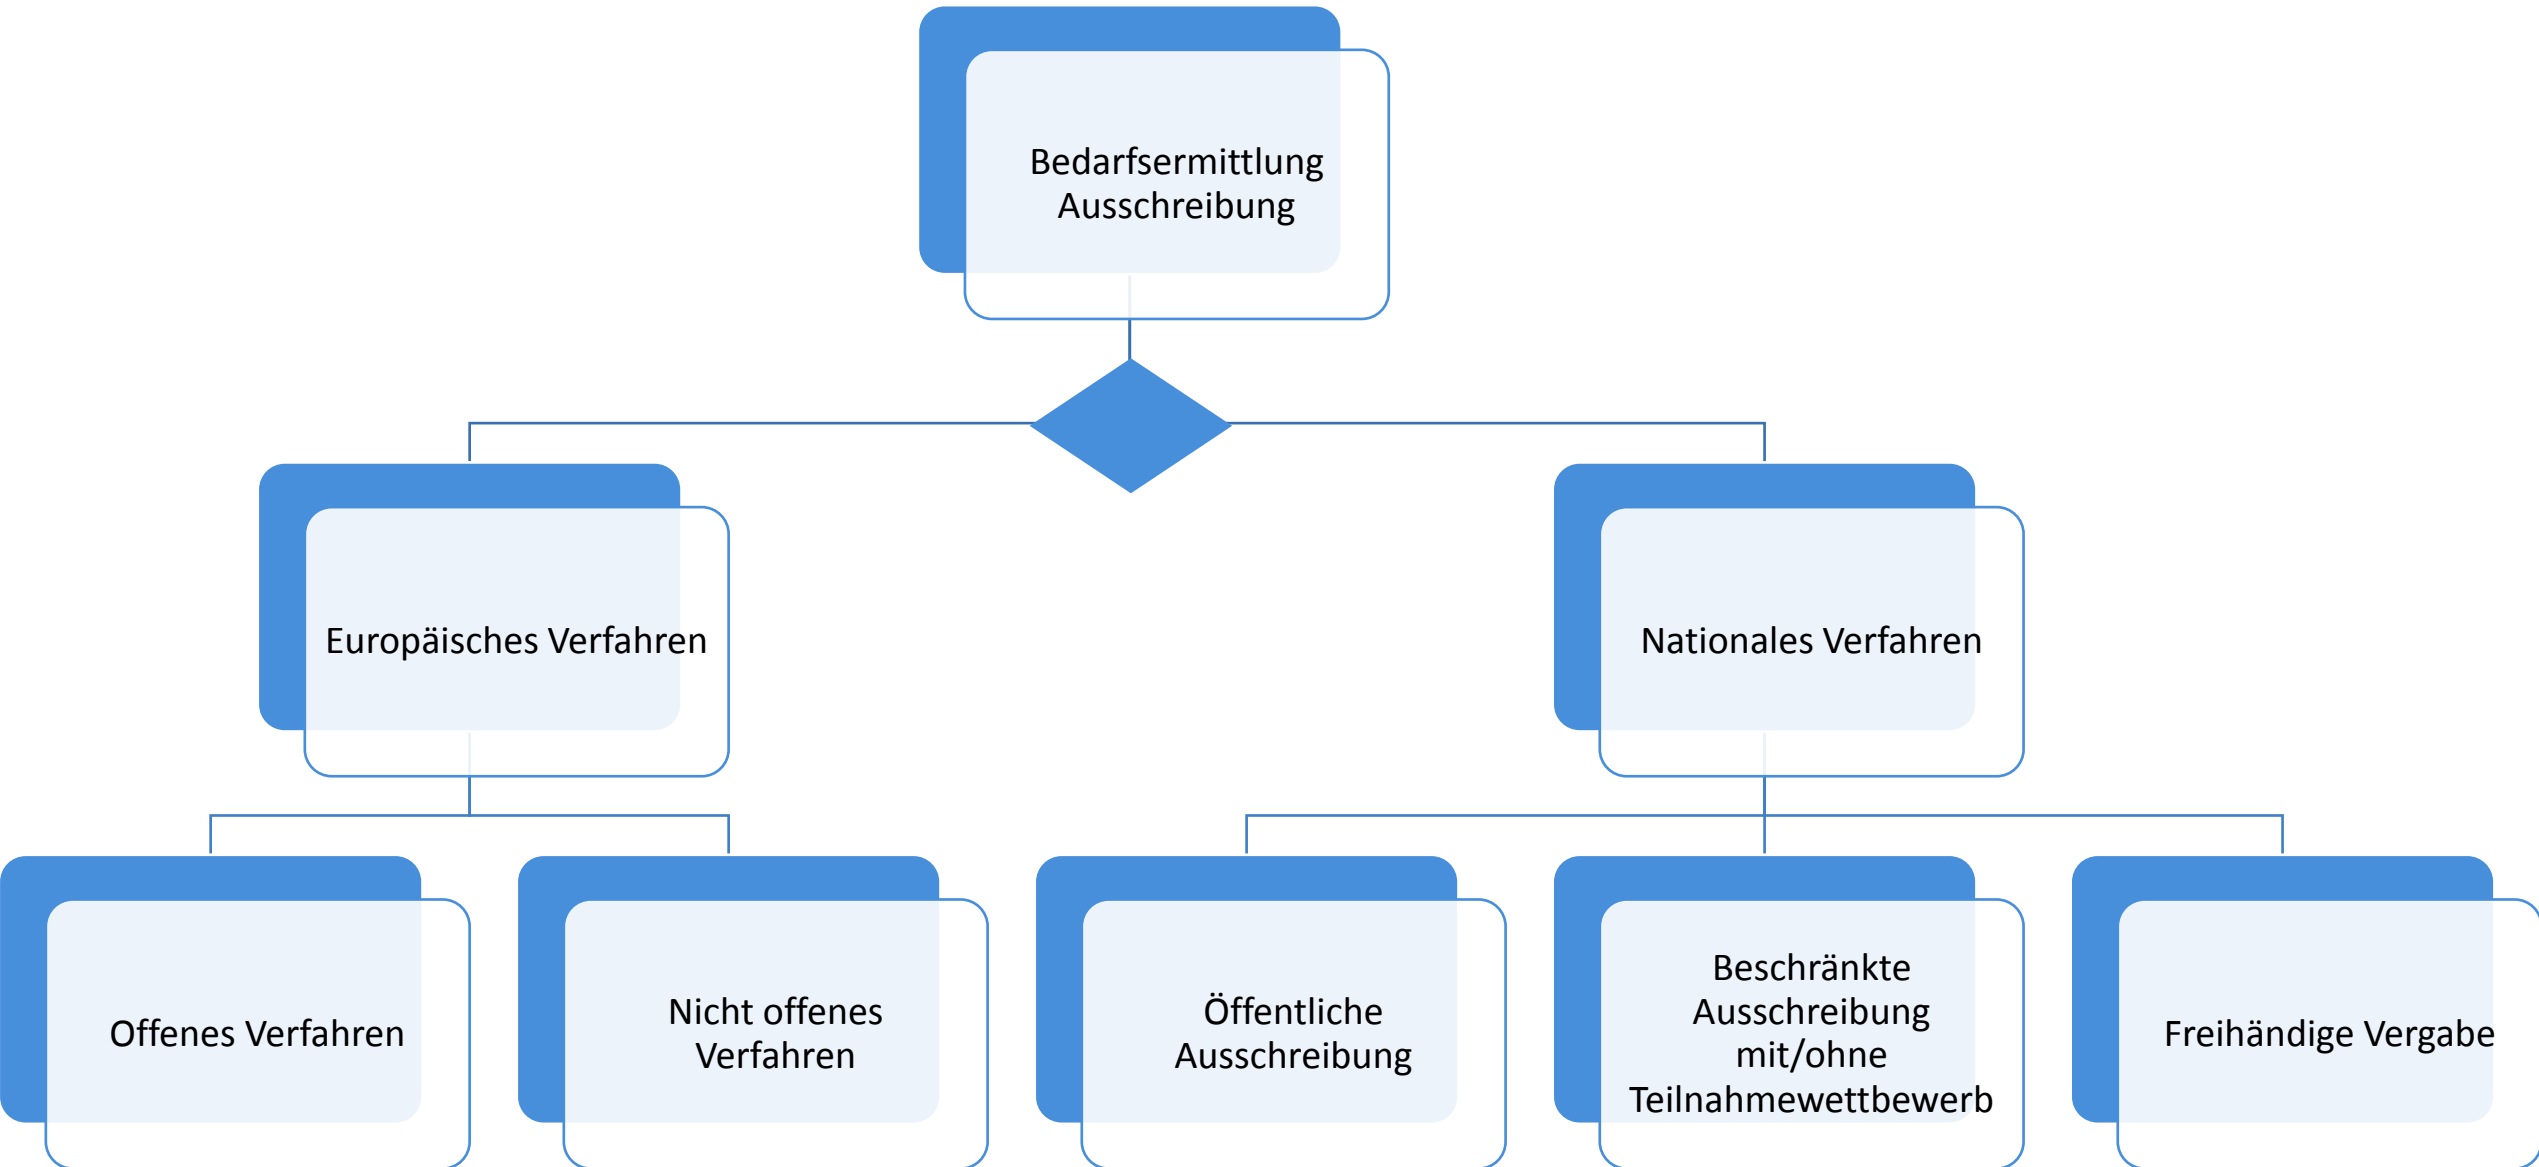 Bedarfsermittlung
Ausschreibung
Europäisches Verfahren
Nationales Verfahren
Offenes Verfahren
Nicht offenes
Verfahren
Öffentliche
Ausschreibung
Beschränkte
Ausschreibung
mit/ohne
Teilnahmewettbewerb
Freihändige Vergabe